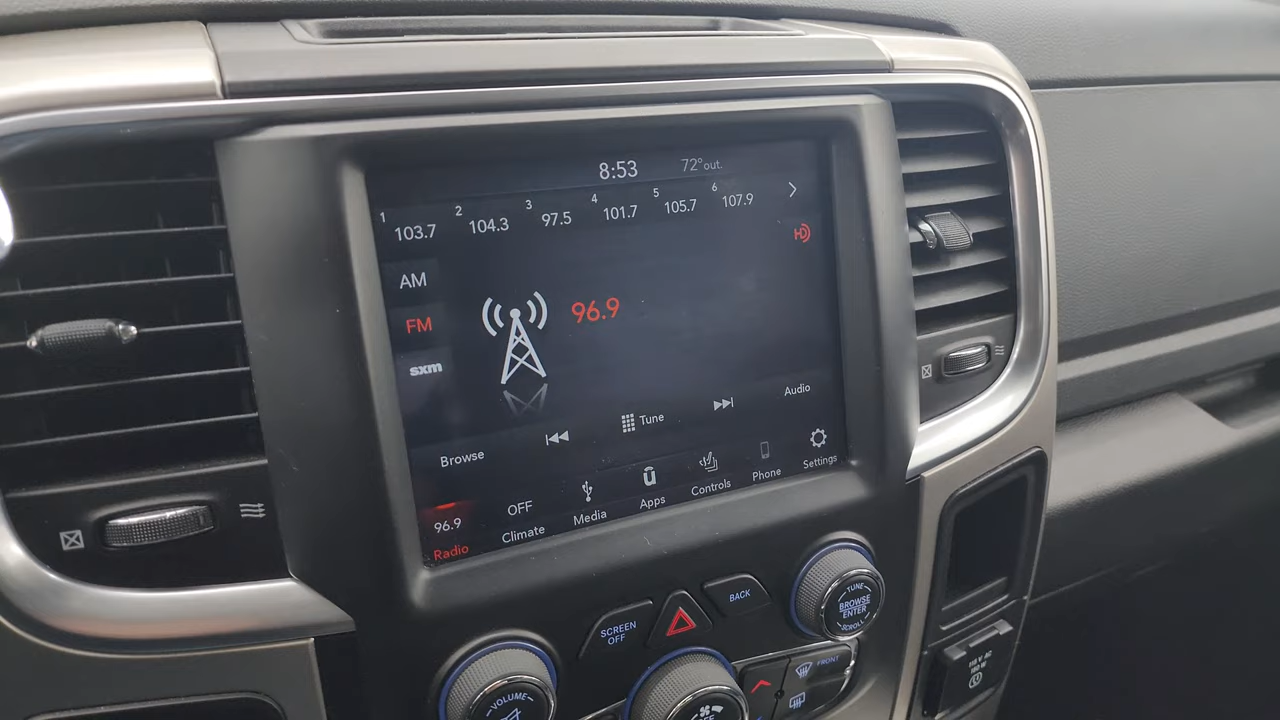 8:53 72° out.
1 103.7 2 104.3 3 97.5 4 101.7 5 105.7 6 107.9
HD
AM
FM 96.9
sxm
Browse Tune Audio
96.9 OFF
Radio Climate Media Apps Controls Phone Settings
SCREEN OFF
BACK
TUNE
BROWSE
ENTER
SCROLL
VOLUME
FRONT
115 V AC